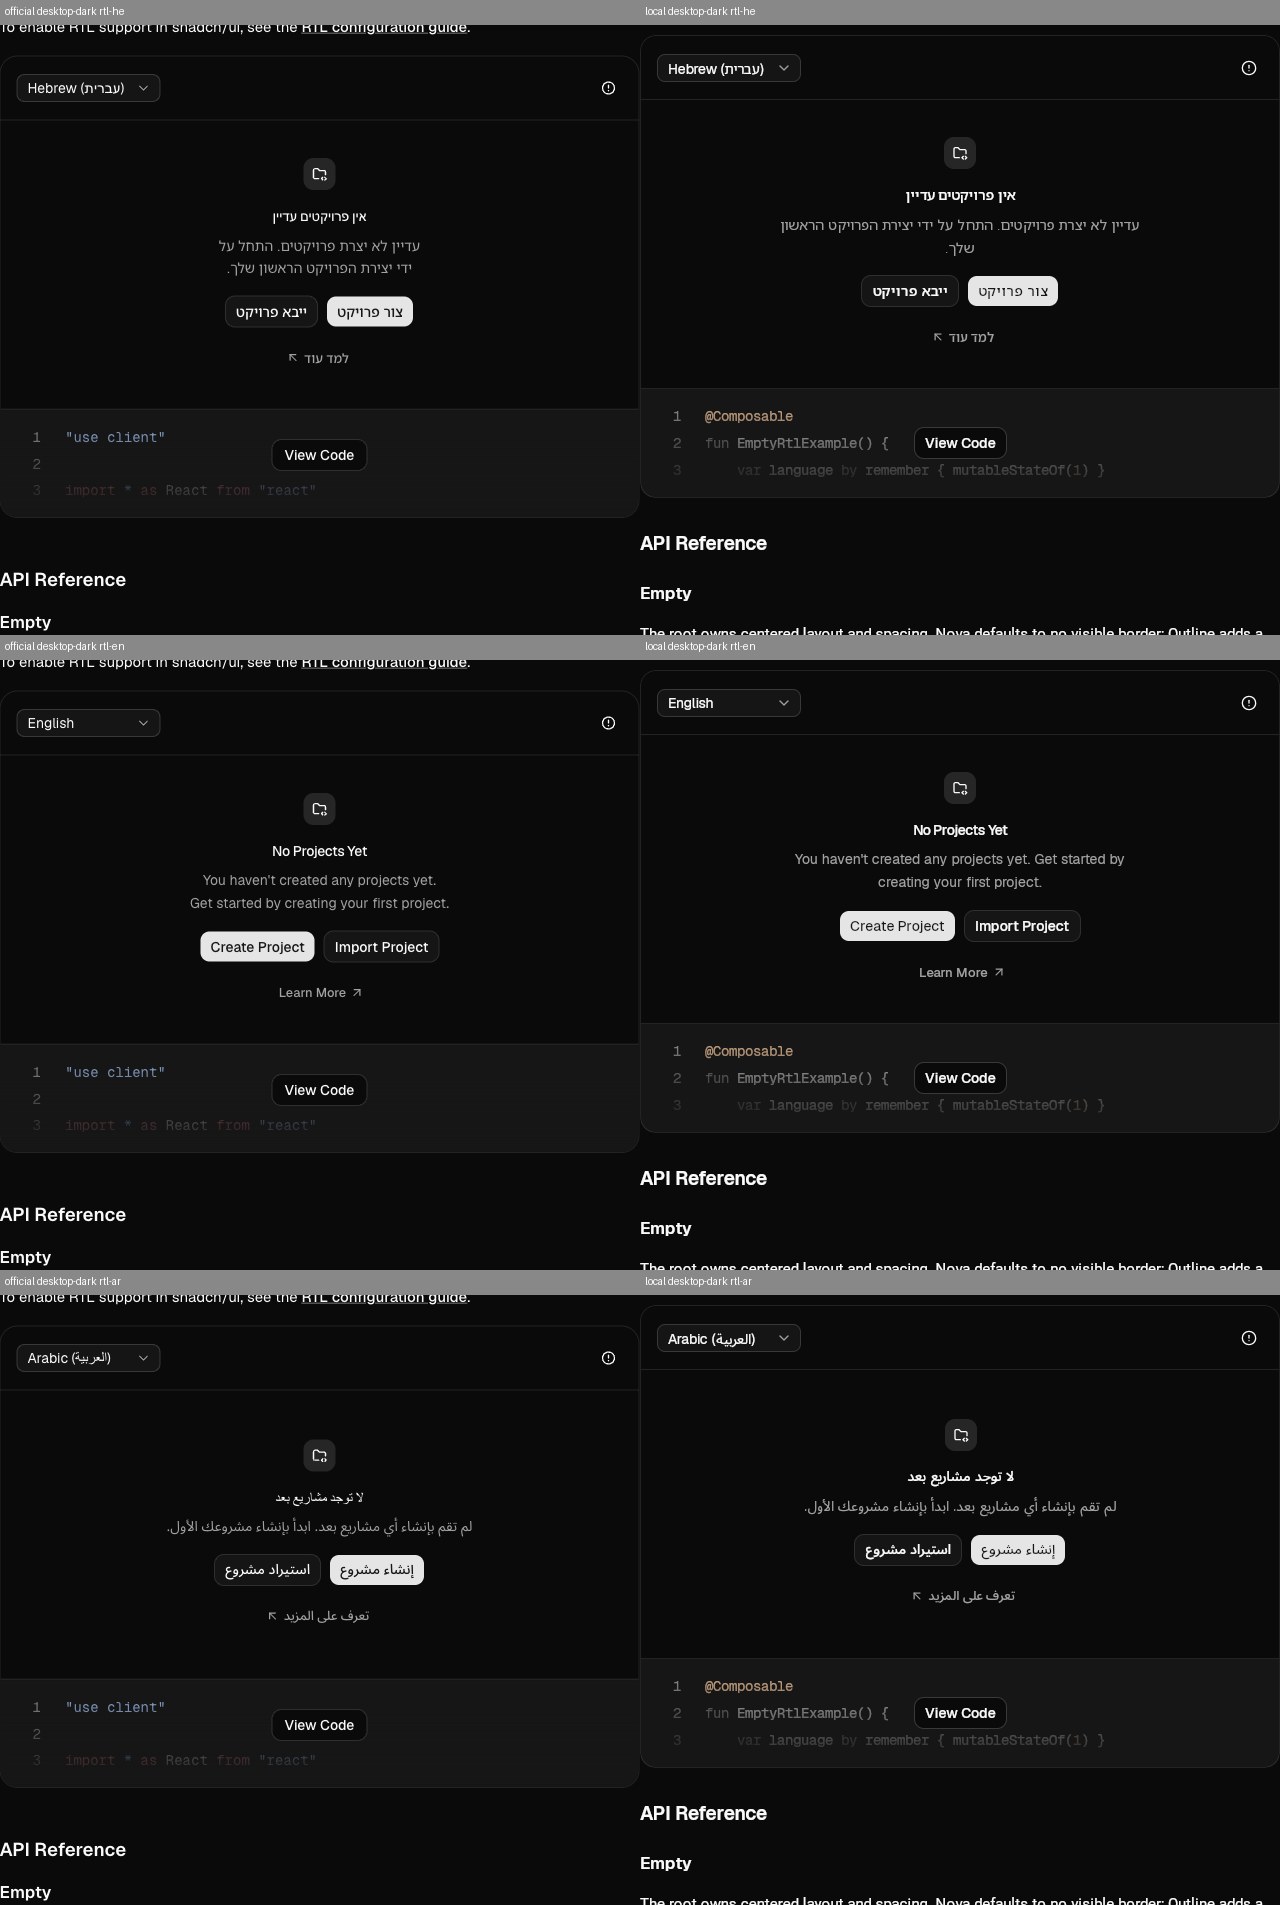 official desktop-dark rtl-he
To enable RTL support in shadcn/ui, see the RTL configuration guide.
Hebrew (עברית)
אין פרויקטים עדיין
עדיין לא יצרת פרויקטים. התחל על
ידי יצירת הפרויקט הראשון שלך.
צור פרויקט
ייבא פרויקט
למד עוד
1 "use client"
2
3 import * as React from "react"
View Code
API Reference
Empty
local desktop-dark rtl-he
Hebrew (עברית)
אין פרויקטים עדיין
עדיין לא יצרת פרויקטים. התחל על ידי יצירת הפרויקט הראשון
שלך.
צור פרויקט
ייבא פרויקט
למד עוד
1 @Composable
2 fun EmptyRtlExample() {
3 var language by remember { mutableStateOf(1) }
View Code
API Reference
Empty
The root owns centered layout and spacing. Nova defaults to no visible border; Outline adds a
official desktop-dark rtl-en
To enable RTL support in shadcn/ui, see the RTL configuration guide.
English
No Projects Yet
You haven't created any projects yet.
Get started by creating your first project.
Create Project
Import Project
Learn More
1 "use client"
2
3 import * as React from "react"
View Code
API Reference
Empty
local desktop-dark rtl-en
English
No Projects Yet
You haven't created any projects yet. Get started by
creating your first project.
Create Project
Import Project
Learn More
1 @Composable
2 fun EmptyRtlExample() {
3 var language by remember { mutableStateOf(1) }
View Code
API Reference
Empty
The root owns centered layout and spacing. Nova defaults to no visible border; Outline adds a
official desktop-dark rtl-ar
To enable RTL support in shadcn/ui, see the RTL configuration guide.
Arabic (العربية)
لا توجد مشاريع بعد
لم تقم بإنشاء أي مشاريع بعد. ابدأ بإنشاء مشروعك الأول.
إنشاء مشروع
استيراد مشروع
تعرف على المزيد
1 "use client"
2
3 import * as React from "react"
View Code
API Reference
Empty
local desktop-dark rtl-ar
Arabic (العربية)
لا توجد مشاريع بعد
لم تقم بإنشاء أي مشاريع بعد. ابدأ بإنشاء مشروعك الأول.
إنشاء مشروع
استيراد مشروع
تعرف على المزيد
1 @Composable
2 fun EmptyRtlExample() {
3 var language by remember { mutableStateOf(1) }
View Code
API Reference
Empty
The root owns centered layout and spacing. Nova defaults to no visible border; Outline adds a